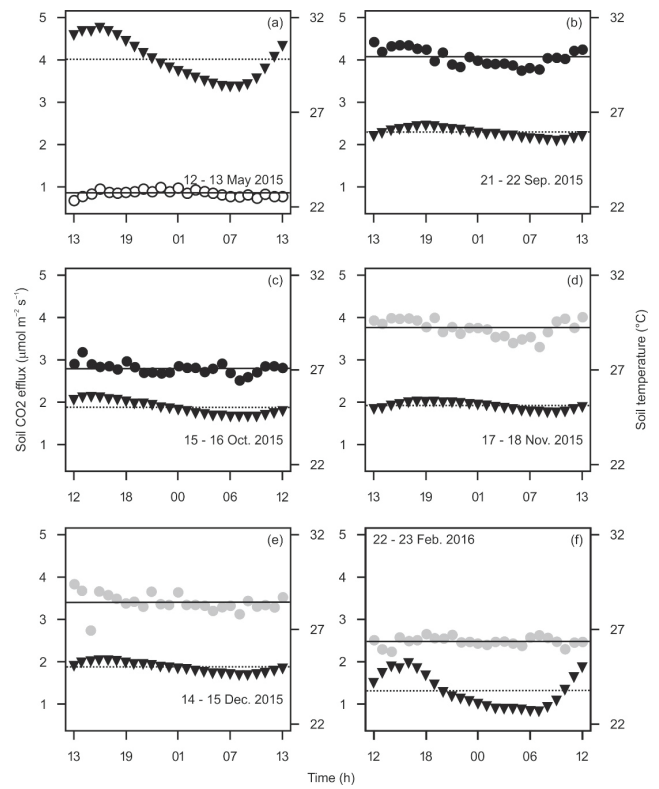 5 (a) 32 5 (b) 32
4 4
3 27 3 27
2 2
1 12 - 13 May 2015 22 1 21 - 22 Sep. 2015 22
13 19 01 07 13 13 19 01 07 13
5 (c) 32 5 (d) 32
4 4
3 27 3 27
2 2
1 15 - 16 Oct. 2015 22 1 17 - 18 Nov. 2015 22
12 18 00 06 12 13 19 01 07 13
5 (e) 32 5 22 - 23 Feb. 2016 (f) 32
4 4
3 27 3 27
2 2
1 14 - 15 Dec. 2015 22 1 22
13 19 01 07 13 12 18 00 06 12
Soil CO2 efflux (µmol m⁻² s⁻¹)
Soil temperature (°C)
Time (h)